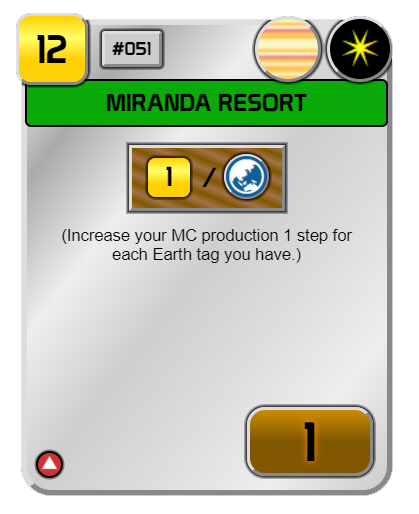 12
#051
MIRANDA RESORT
1 /
(Increase your MC production 1 step for
each Earth tag you have.)
1